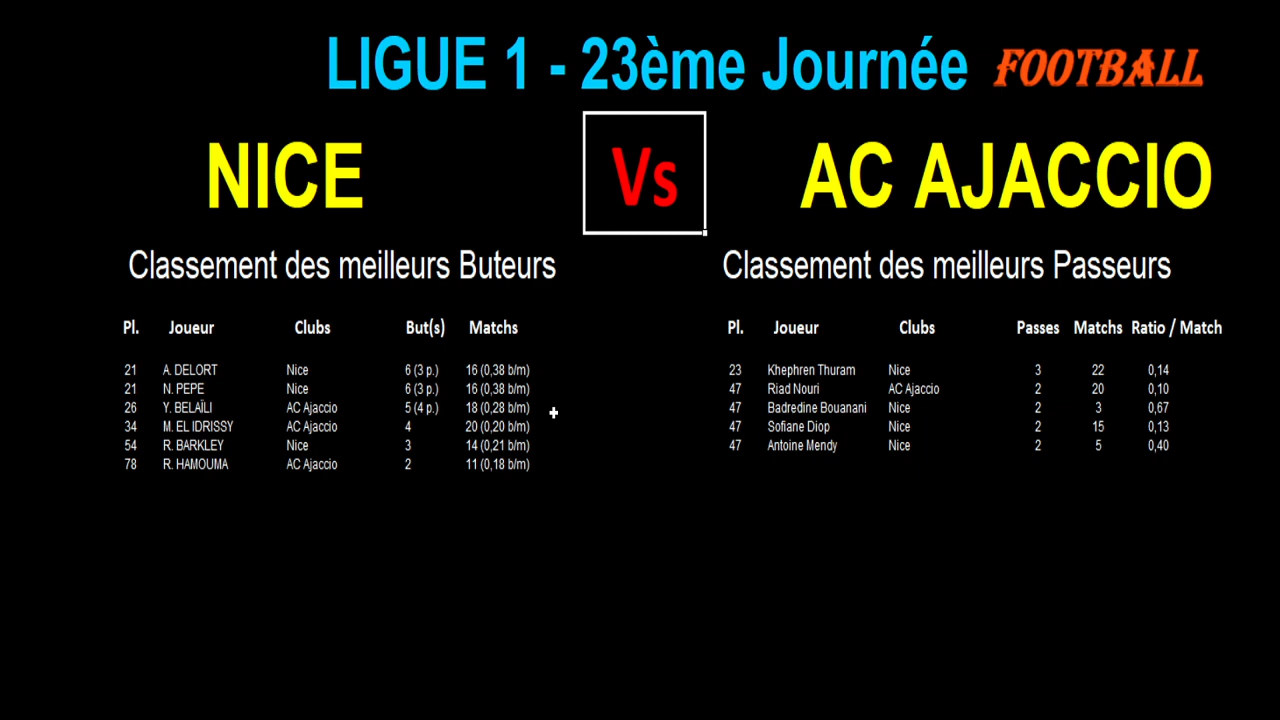 LIGUE 1 - 23ème Journée FOOTBALL
NICE Vs AC AJACCIO
Classement des meilleurs Buteurs
Pl. Joueur Clubs But(s) Matchs
21 A. DELORT Nice 6 (3 p.) 16 (0,38 b/m)
21 N. PEPE Nice 6 (3 p.) 16 (0,38 b/m)
26 Y. BELAÏLI AC Ajaccio 5 (4 p.) 18 (0,28 b/m)
34 M. EL IDRISSY AC Ajaccio 4 20 (0,20 b/m)
54 R. BARKLEY Nice 3 14 (0,21 b/m)
78 R. HAMOUMA AC Ajaccio 2 11 (0,18 b/m)
Classement des meilleurs Passeurs
Pl. Joueur Clubs Passes Matchs Ratio / Match
23 Khephren Thuram Nice 3 22 0,14
47 Riad Nouri AC Ajaccio 2 20 0,10
47 Badredine Bouanani Nice 2 3 0,67
47 Sofiane Diop Nice 2 15 0,13
47 Antoine Mendy Nice 2 5 0,40